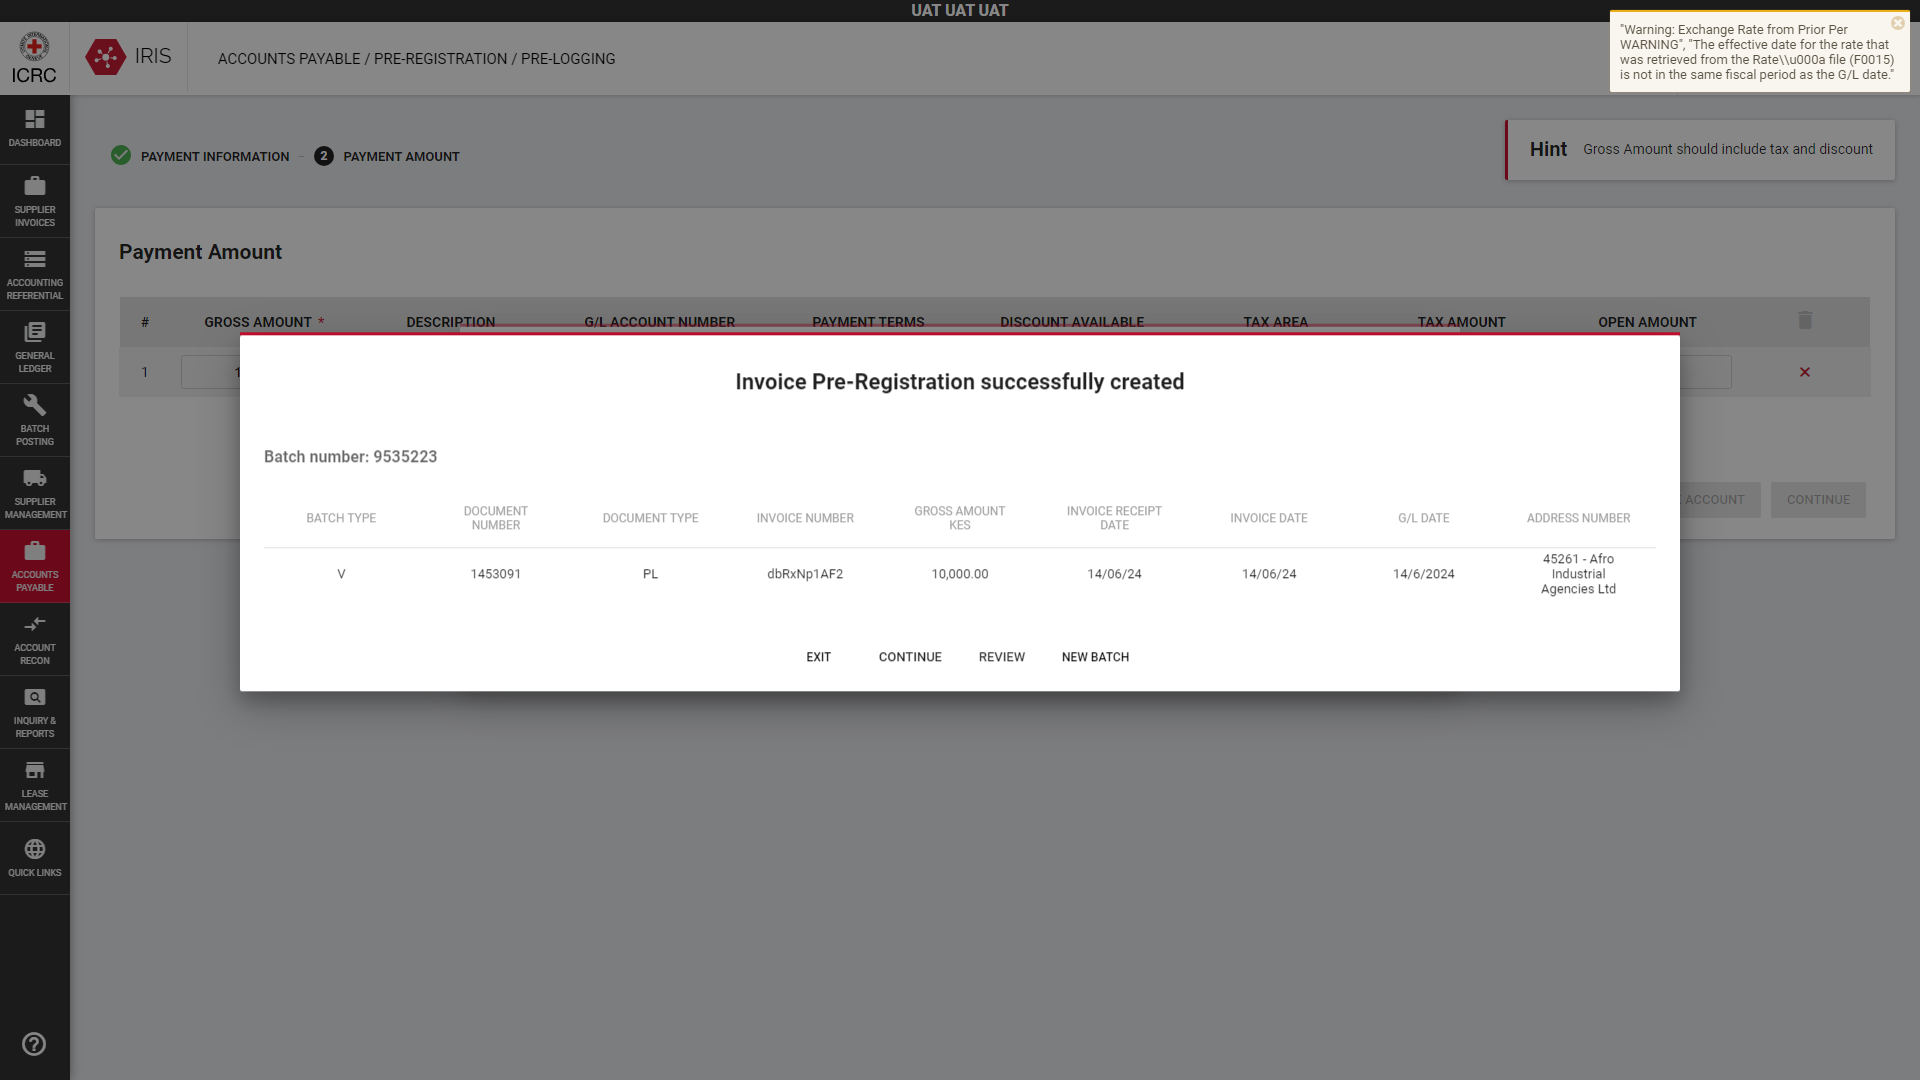 UAT UAT UAT
ICRC
IRIS
ACCOUNTS PAYABLE / PRE-REGISTRATION / PRE-LOGGING
"Warning: Exchange Rate from Prior Per
WARNING", "The effective date for the rate that
was retrieved from the Rate\\u000a file (F0015)
is not in the same fiscal period as the G/L date."
DASHBOARD
SUPPLIER
INVOICES
ACCOUNTING
REFERENTIAL
GENERAL
LEDGER
BATCH
POSTING
SUPPLIER
MANAGEMENT
ACCOUNTS
PAYABLE
ACCOUNT
RECON
INQUIRY &
REPORTS
LEASE
MANAGEMENT
QUICK LINKS
PAYMENT INFORMATION
2 PAYMENT AMOUNT
Hint Gross Amount should include tax and discount
Payment Amount
# GROSS AMOUNT * DESCRIPTION G/L ACCOUNT NUMBER PAYMENT TERMS DISCOUNT AVAILABLE TAX AREA TAX AMOUNT OPEN AMOUNT
1 1
ACCOUNT CONTINUE
Invoice Pre-Registration successfully created
Batch number: 9535223
BATCH TYPE DOCUMENT NUMBER DOCUMENT TYPE INVOICE NUMBER GROSS AMOUNT KES INVOICE RECEIPT DATE INVOICE DATE G/L DATE ADDRESS NUMBER
V 1453091 PL dbRxNp1AF2 10,000.00 14/06/24 14/06/24 14/6/2024 45261 - Afro Industrial Agencies Ltd
EXIT CONTINUE REVIEW NEW BATCH